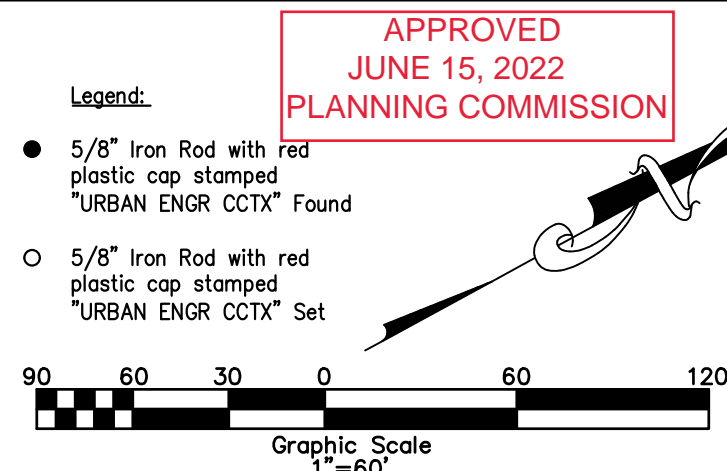 APPROVED
JUNE 15, 2022
PLANNING COMMISSION
Legend:
5/8" Iron Rod with red
plastic cap stamped
"URBAN ENGR CCTX" Found
5/8" Iron Rod with red
plastic cap stamped
"URBAN ENGR CCTX" Set
90 60 30 0 60 120
Graphic Scale
1"=60'